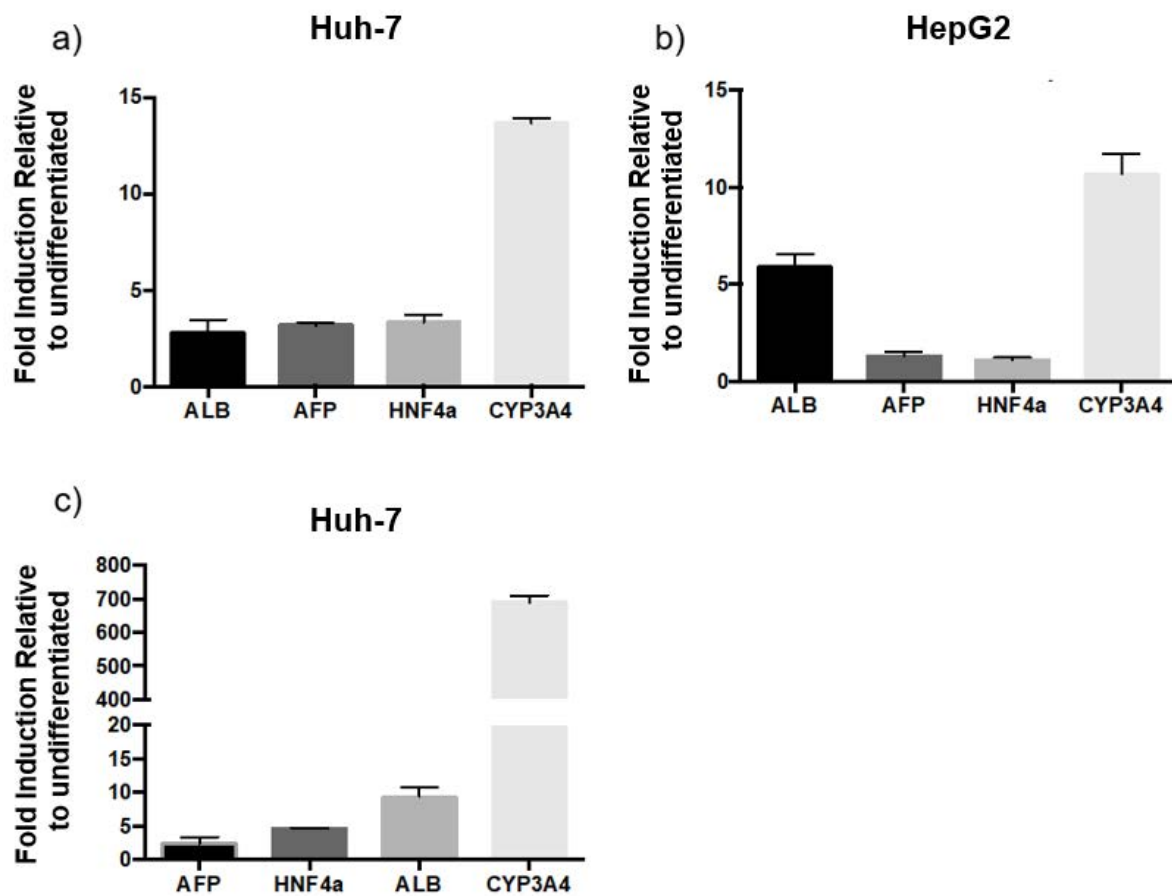 a)
Huh-7
Fold Induction Relative
to undifferentiated
15
10
5
0
ALB AFP HNF4a CYP3A4
b)
HepG2
Fold Induction Relative
to undifferentiated
15
10
5
0
ALB AFP HNF4a CYP3A4
c)
Huh-7
Fold Induction Relative
to undifferentiated
800
700
600
500
400
20
15
10
5
0
AFP HNF4a ALB CYP3A4